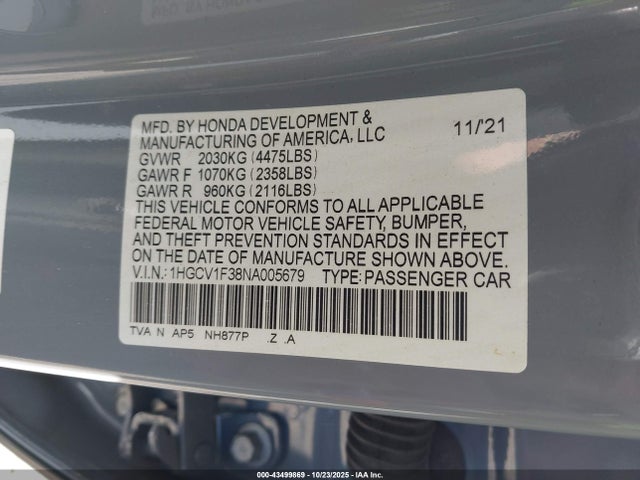 MFD. BY HONDA DEVELOPMENT & 11/'21
MANUFACTURING OF AMERICA, LLC
GVWR 2030KG (4475LBS)
GAWR F 1070KG (2358LBS)
GAWR R 960KG (2116LBS)
THIS VEHICLE CONFORMS TO ALL APPLICABLE
FEDERAL MOTOR VEHICLE SAFETY, BUMPER,
AND THEFT PREVENTION STANDARDS IN EFFECT
ON THE DATE OF MANUFACTURE SHOWN ABOVE.
V.I.N.: 1HGCV1F38NA005679 TYPE: PASSENGER CAR
TVA N AP5 NH877P .Z .A
000-43499869 - 10/23/2025 - IAA Inc.